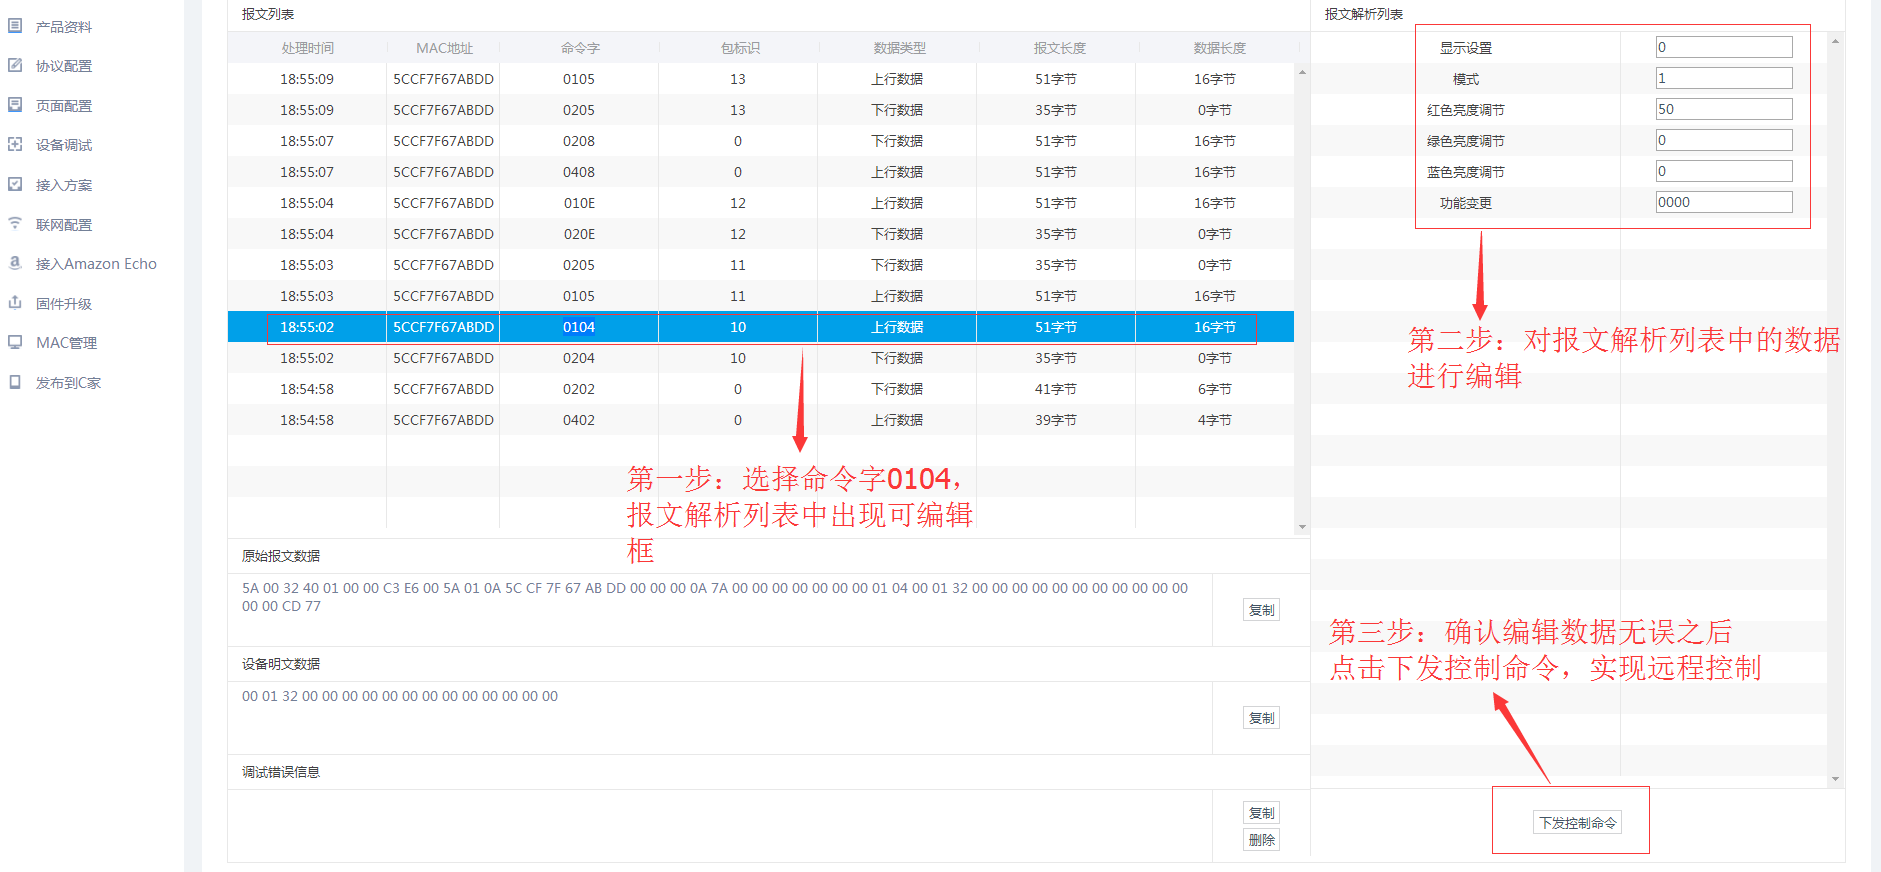 产品资料
协议配置
页面配置
设备调试
接入方案
联网配置
接入Amazon Echo
固件升级
MAC管理
发布到C家
报文列表
处理时间 MAC地址 命令字 包标识 数据类型 报文长度 数据长度
18:55:09 5CCF7F67ABDD 0105 13 上行数据 51字节 16字节
18:55:09 5CCF7F67ABDD 0205 13 下行数据 35字节 0字节
18:55:07 5CCF7F67ABDD 0208 0 上行数据 51字节 16字节
18:55:07 5CCF7F67ABDD 0408 0 上行数据 51字节 16字节
18:55:04 5CCF7F67ABDD 010E 12 上行数据 51字节 16字节
18:55:04 5CCF7F67ABDD 020E 12 下行数据 35字节 0字节
18:55:03 5CCF7F67ABDD 0205 11 下行数据 35字节 0字节
18:55:03 5CCF7F67ABDD 0105 11 上行数据 51字节 16字节
18:55:02 5CCF7F67ABDD 0104 10 上行数据 51字节 16字节
18:55:02 5CCF7F67ABDD 0204 10 下行数据 35字节 0字节
18:54:58 5CCF7F67ABDD 0202 0 下行数据 41字节 6字节
18:54:58 5CCF7F67ABDD 0402 0 上行数据 39字节 4字节
第一步：选择命令字0104，
报文解析列表中出现可编辑
框
原始报文数据
5A 00 32 40 01 00 00 C3 E6 00 5A 01 0A 5C CF 7F 67 AB DD 00 00 00 0A 7A 00 00 00 00 00 00 00 01 04 00 01 32 00 00 00 00 00 00 00 00 00 00 00
00 00 CD 77
复制
设备明文数据
00 01 32 00 00 00 00 00 00 00 00 00 00 00 00 00
复制
调试错误信息
复制
删除
报文解析列表
显示设置 0
模式 1
红色亮度调节 50
绿色亮度调节 0
蓝色亮度调节 0
功能变更 0000
第二步：对报文解析列表中的数据
进行编辑
第三步：确认编辑数据无误之后
点击下发控制命令，实现远程控制
下发控制命令